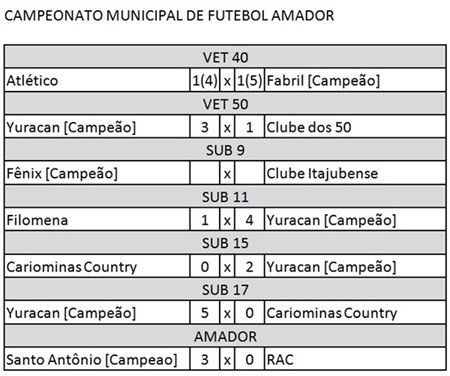 CAMPEONATO MUNICIPAL DE FUTEBOL AMADOR
VET 40
Atlético 1(4) x 1(5) Fabril [Campeão]
VET 50
Yuracan [Campeão] 3 x 1 Clube dos 50
SUB 9
Fênix [Campeão] x Clube Itajubense
SUB 11
Filomena 1 x 4 Yuracan [Campeão]
SUB 15
Cariominas Country 0 x 2 Yuracan [Campeão]
SUB 17
Yuracan [Campeão] 5 x 0 Cariominas Country
AMADOR
Santo Antônio [Campeao] 3 x 0 RAC